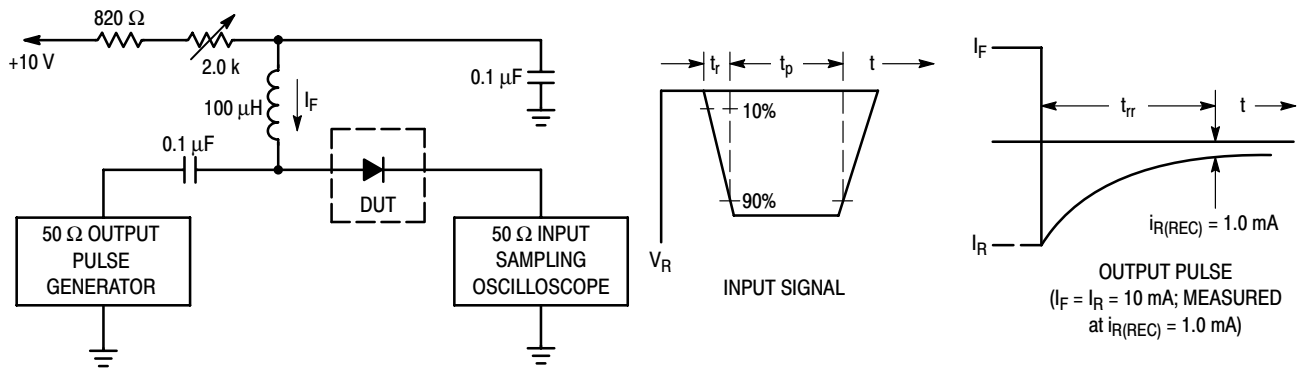 820 Ω
+10 V
2.0 k
100 μH
I_F
0.1 μF
0.1 μF
DUT
50 Ω OUTPUT
PULSE
GENERATOR
50 Ω INPUT
SAMPLING
OSCILLOSCOPE
t_r
t_p
t
10%
90%
V_R
INPUT SIGNAL
I_F
t_rr
t
I_R
i_R(REC) = 1.0 mA
OUTPUT PULSE
(I_F = I_R = 10 mA; MEASURED
at i_R(REC) = 1.0 mA)